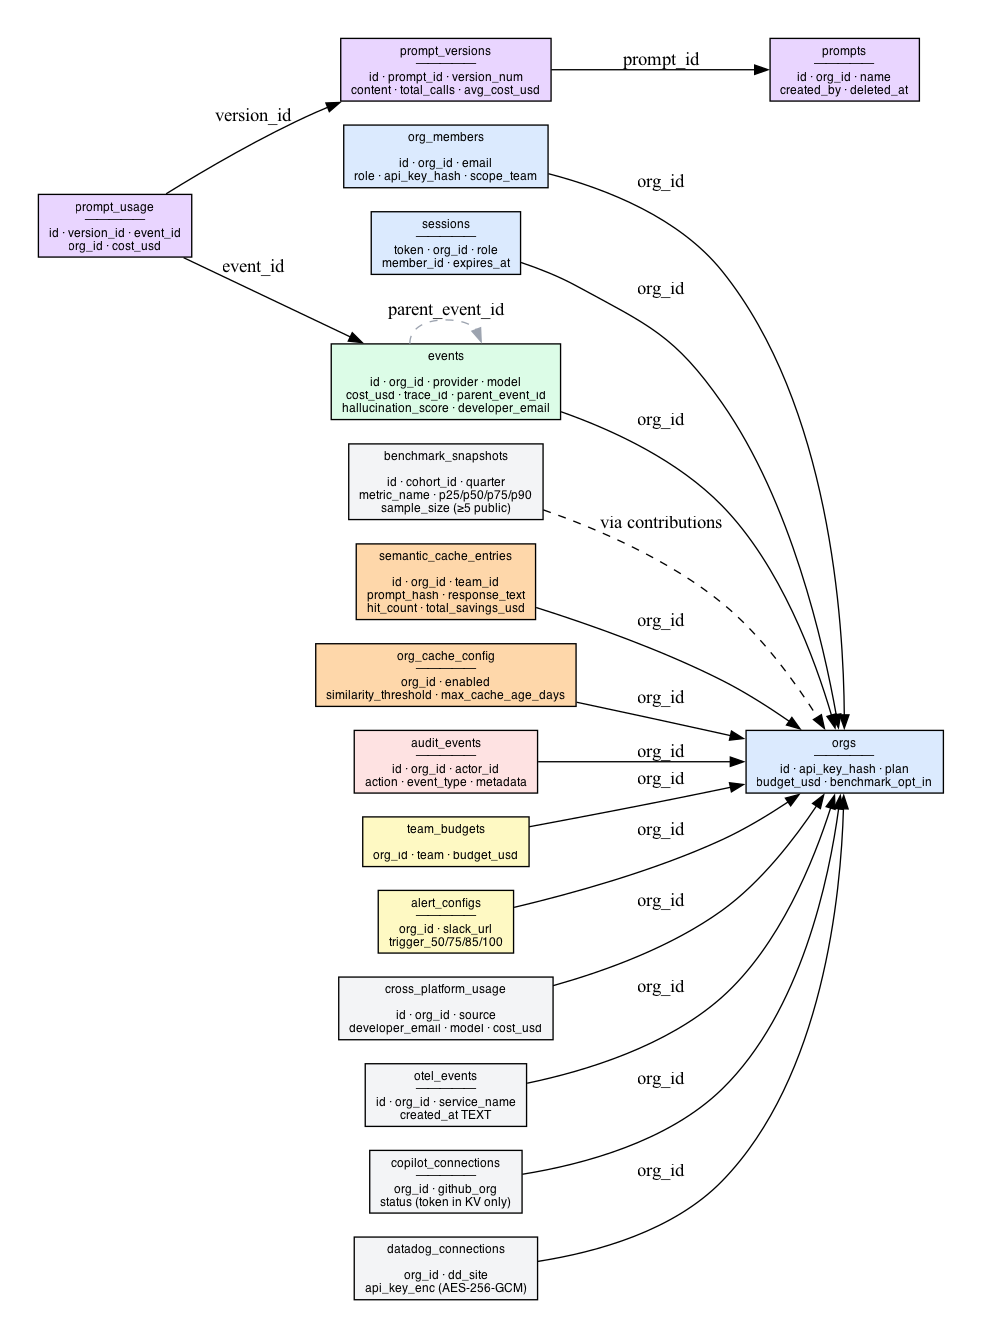 prompt_versions
id · prompt_id · version_num
content · total_calls · avg_cost_usd
prompt_id
prompts
id · org_id · name
created_by · deleted_at
version_id
org_members
id · org_id · email
role · api_key_hash · scope_team
org_id
prompt_usage
id · version_id · event_id
org_id · cost_usd
sessions
token · org_id · role
member_id · expires_at
org_id
event_id
parent_event_id
events
id · org_id · provider · model
cost_usd · trace_id · parent_event_id
hallucination_score · developer_email
org_id
benchmark_snapshots
id · cohort_id · quarter
metric_name · p25/p50/p75/p90
sample_size (≥5 public)
via contributions
semantic_cache_entries
id · org_id · team_id
prompt_hash · response_text
hit_count · total_savings_usd
org_id
org_cache_config
org_id · enabled
similarity_threshold · max_cache_age_days
org_id
audit_events
id · org_id · actor_id
action · event_type · metadata
org_id
orgs
id · api_key_hash · plan
budget_usd · benchmark_opt_in
org_id
team_budgets
org_id · team · budget_usd
org_id
alert_configs
org_id · slack_url
trigger_50/75/85/100
org_id
cross_platform_usage
id · org_id · source
developer_email · model · cost_usd
org_id
otel_events
id · org_id · service_name
created_at TEXT
org_id
copilot_connections
org_id · github_org
status (token in KV only)
org_id
datadog_connections
org_id · dd_site
api_key_enc (AES-256-GCM)